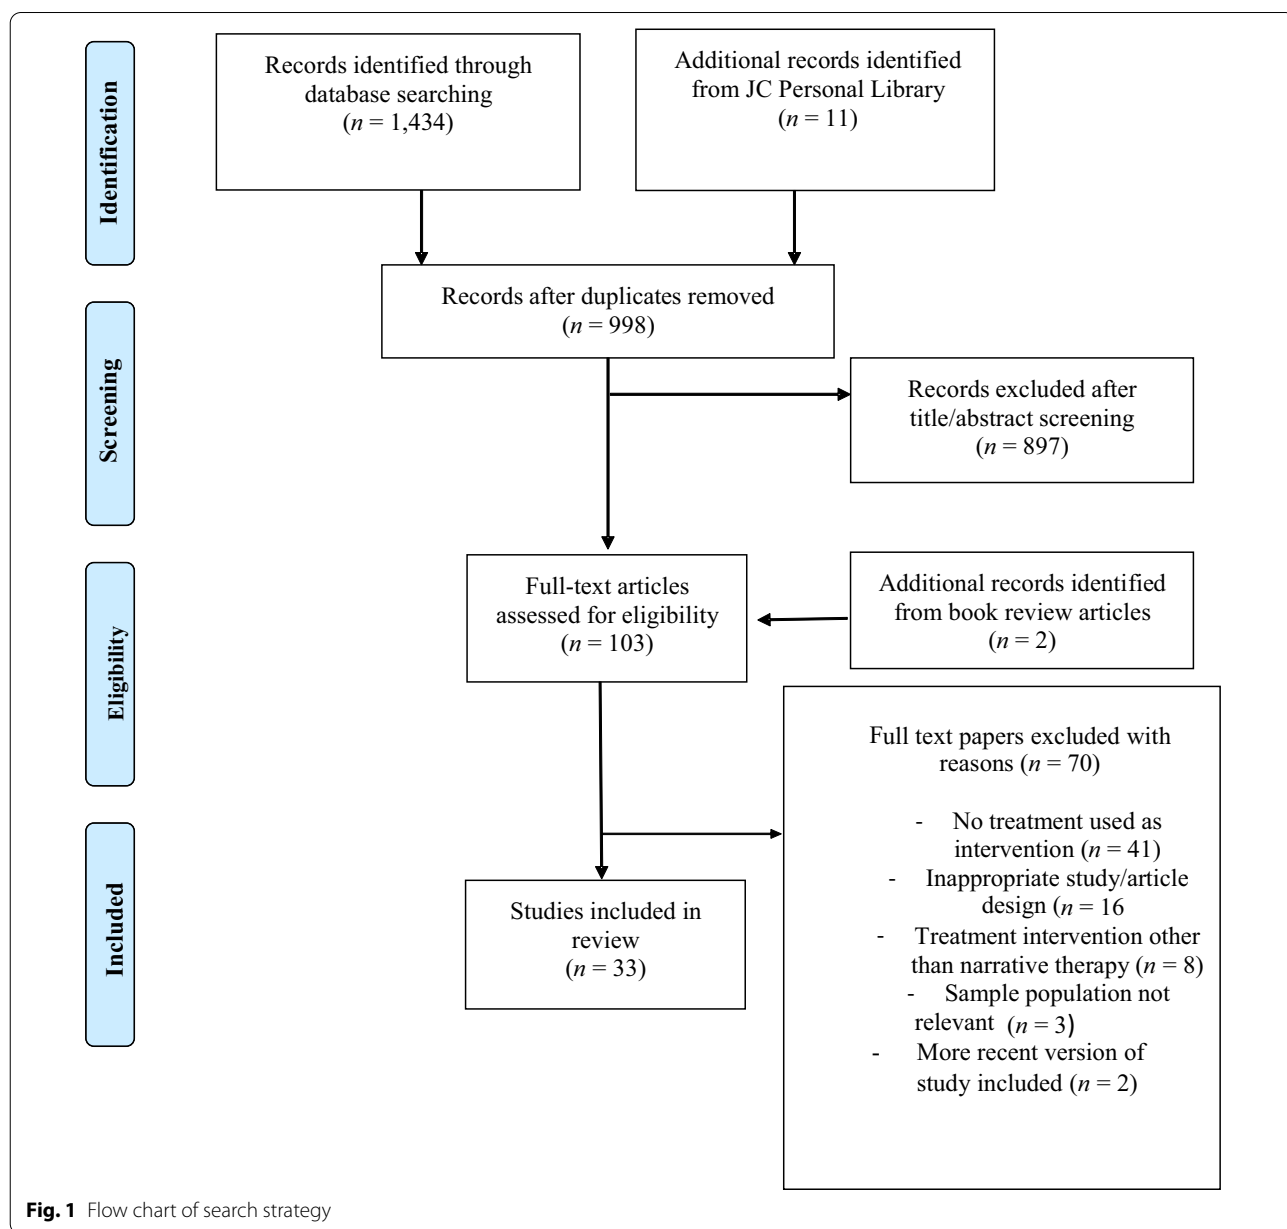 Identification
Records identified through
database searching
(n = 1,434)
Additional records identified
from JC Personal Library
(n = 11)
Records after duplicates removed
(n = 998)
Screening
Records excluded after
title/abstract screening
(n = 897)
Eligibility
Full-text articles
assessed for eligibility
(n = 103)
Additional records identified
from book review articles
(n = 2)
Full text papers excluded with
reasons (n = 70)
- No treatment used as
intervention (n = 41)
- Inappropriate study/article
design (n = 16
- Treatment intervention other
than narrative therapy (n = 8)
- Sample population not
relevant (n = 3)
- More recent version of
study included (n = 2)
Included
Studies included in
review
(n = 33)
Fig. 1 Flow chart of search strategy